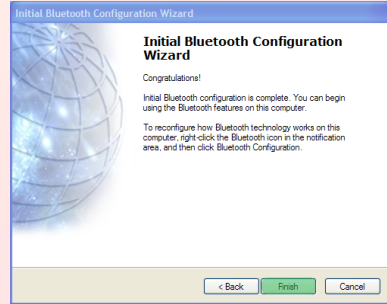 Initial Bluetooth Configuration Wizard
Initial Bluetooth Configuration
Wizard
Congratulations!
Initial Bluetooth configuration is complete. You can begin
using the Bluetooth features on this computer.
To reconfigure how Bluetooth technology works on this
computer, right-click the Bluetooth icon in the notification
area, and then click Bluetooth Configuration.
< Back Finish Cancel